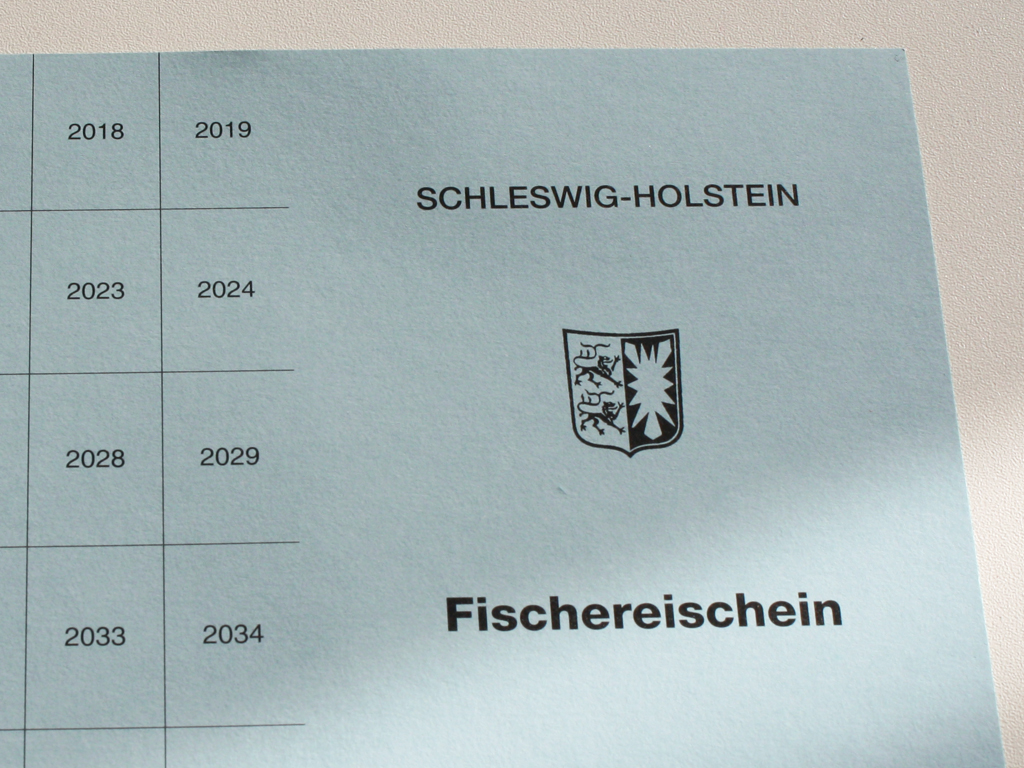 2018 2019
2023 2024
2028 2029
2033 2034
SCHLESWIG-HOLSTEIN
Fischereischein